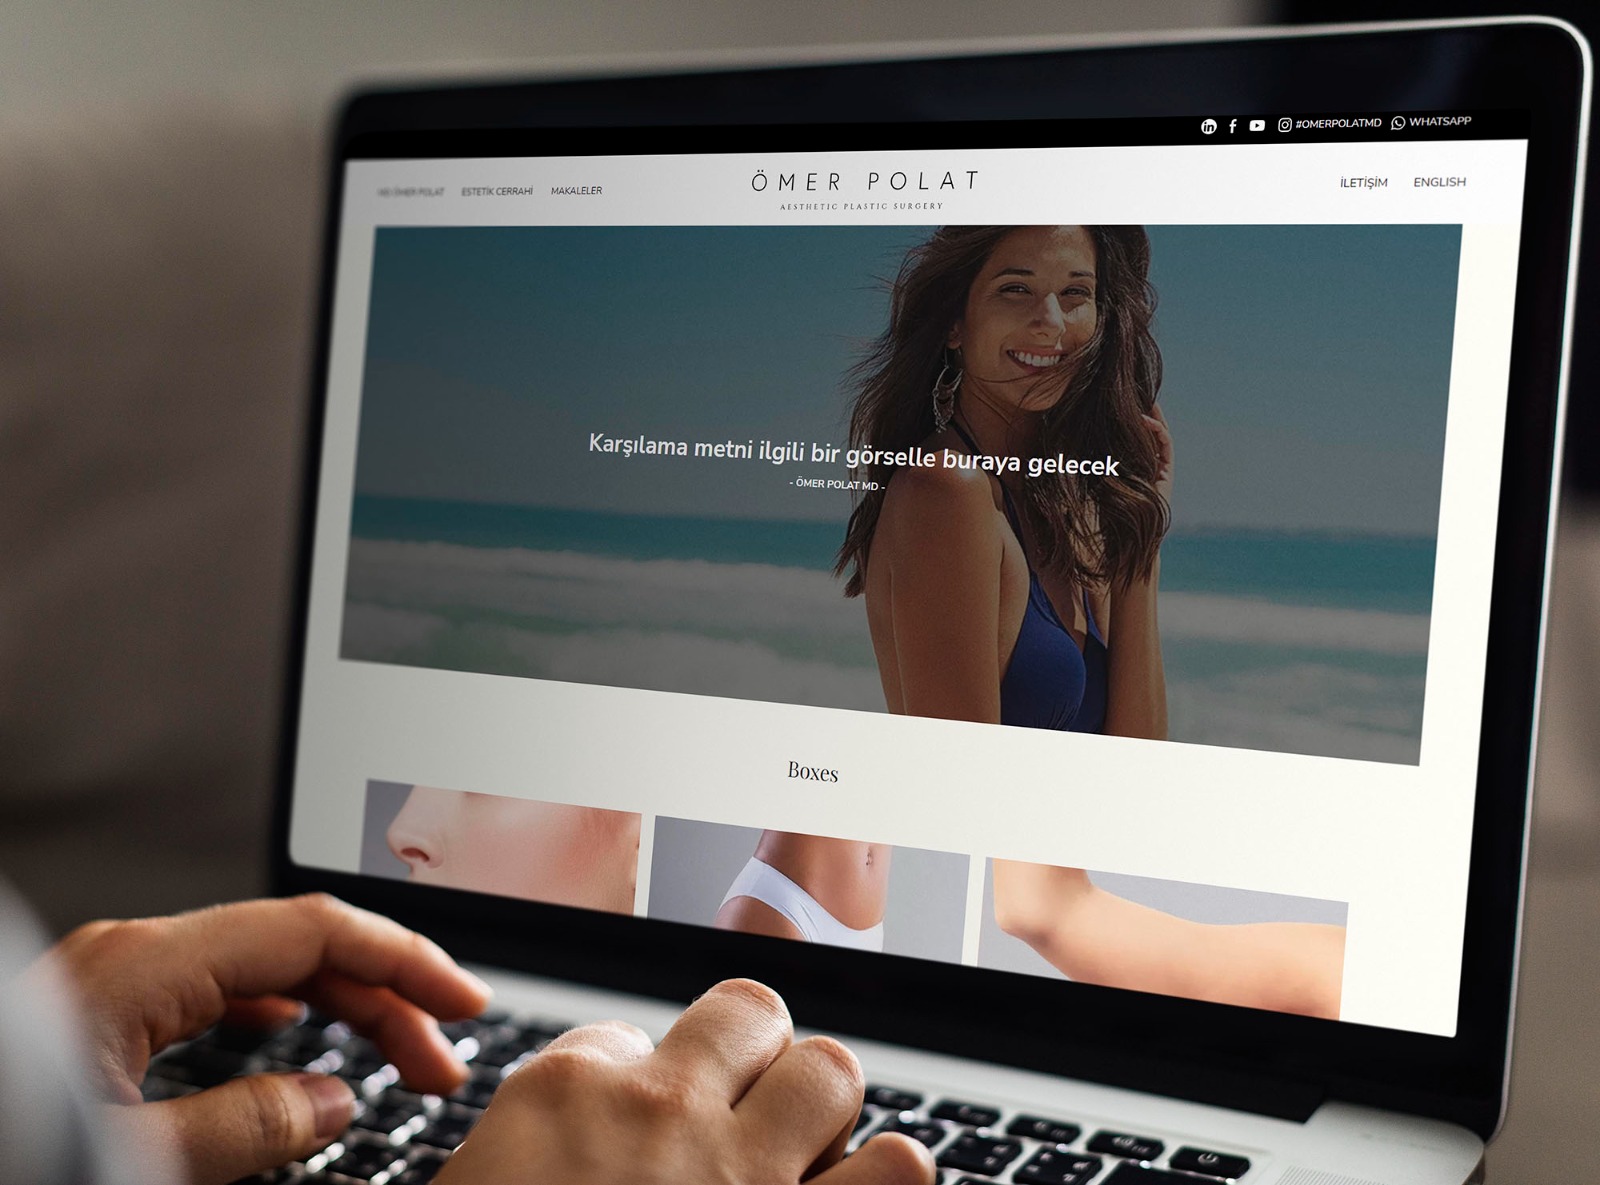 #OMERPOLATMD WHATSAPP
ESTETİK CERRAHİ MAKALELER
ÖMER POLAT
AESTHETIC PLASTIC SURGERY
İLETİŞİM ENGLISH
Karşılama metni ilgili bir görselle buraya gelecek
- ÖMER POLAT MD -
Boxes